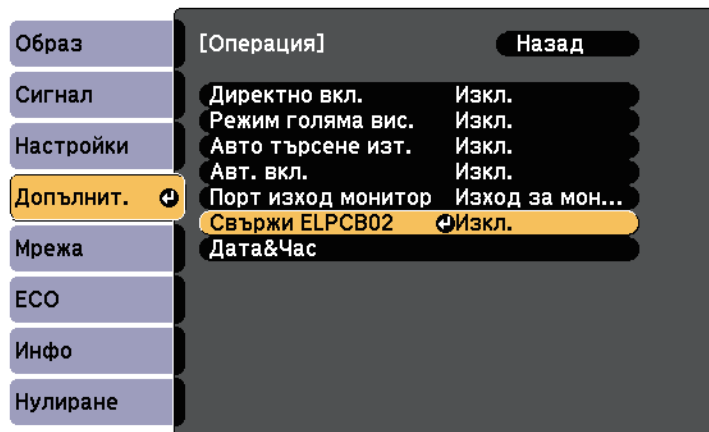 Образ
Сигнал
Настройки
Допълнит.
Мрежа
ECO
Инфо
Нулиране
[Операция] Назад
Директно вкл. Изкл.
Режим голяма вис. Изкл.
Авто търсене изт. Изкл.
Авт. вкл. Изкл.
Порт изход монитор Изход за мон...
Свържи ELPCB02 Изкл.
Дата&Час